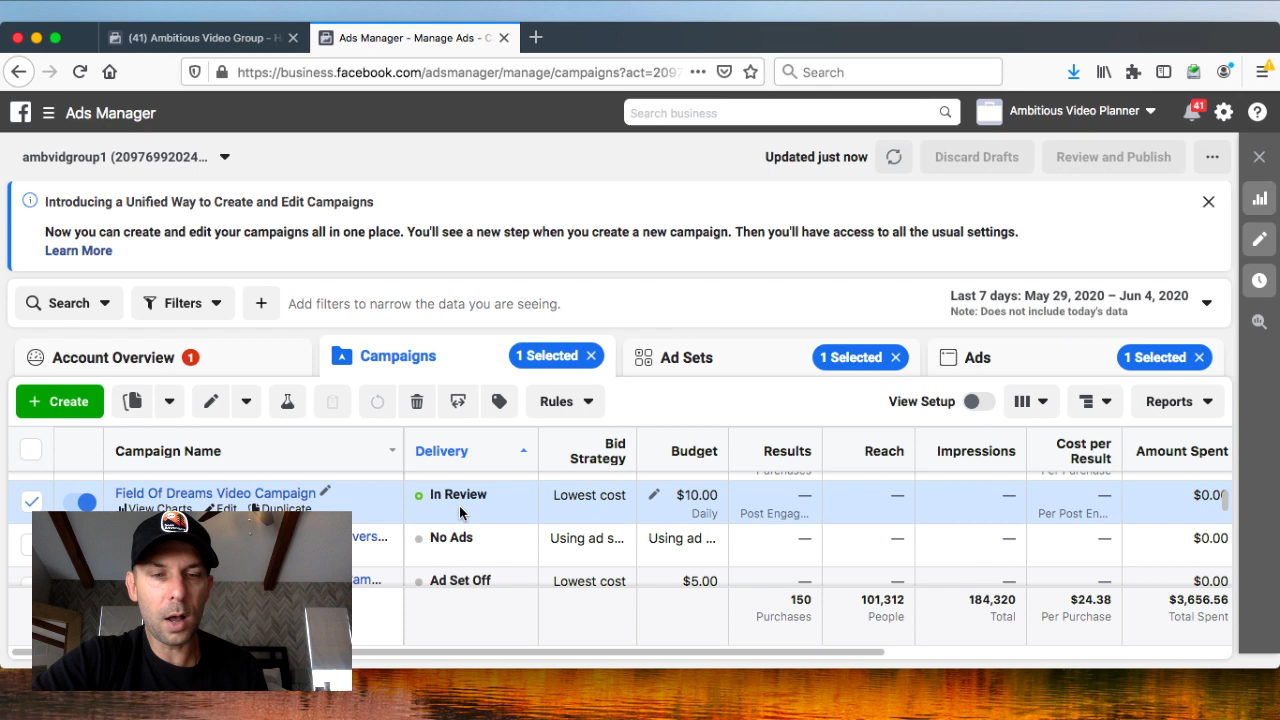 (41) Ambitious Video Group - H
Ads Manager - Manage Ads - C
https://business.facebook.com/adsmanager/manage/campaigns?act=2097
Search
Ads Manager
Search business
Ambitious Video Planner
41
ambvidgroup1 (20976992024...
Updated just now
Discard Drafts
Review and Publish
Introducing a Unified Way to Create and Edit Campaigns
Now you can create and edit your campaigns all in one place. You'll see a new step when you create a new campaign. Then you'll have access to all the usual settings.
Learn More
Search
Filters
Add filters to narrow the data you are seeing.
Last 7 days: May 29, 2020 – Jun 4, 2020
Note: Does not include today's data
Account Overview 1
Campaigns 1 Selected
Ad Sets 1 Selected
Ads 1 Selected
+ Create
Rules
View Setup
Reports
Campaign Name
Delivery
Bid Strategy
Budget
Results
Reach
Impressions
Cost per Result
Amount Spent
Purchases
Per Purchase
Field Of Dreams Video Campaign
In Review
Lowest cost
$10.00
—
—
—
—
$0.00
View Charts Edit Duplicate
Daily
Post Engag...
Per Post En...
vers...
No Ads
Using ad s...
Using ad ...
—
—
—
—
$0.00
am...
Ad Set Off
Lowest cost
$5.00
—
—
—
—
$0.00
150
101,312
184,320
$24.38
$3,656.56
Purchases
People
Total
Per Purchase
Total Spent